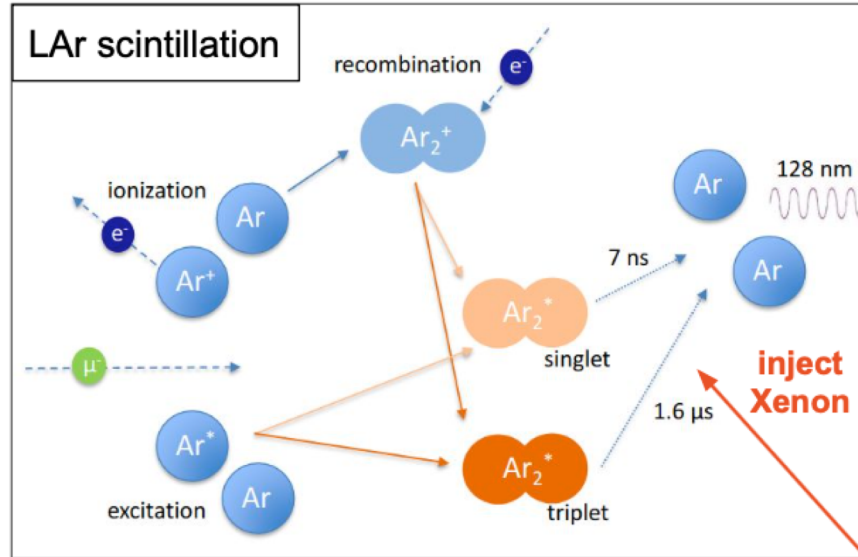 LAr scintillation
recombination
e⁻
Ar₂⁺
ionization
Ar
e⁻
Ar⁺
Ar
128 nm
Ar
7 ns
Ar₂*
singlet
μ⁻
inject
Xenon
1.6 μs
Ar*
Ar
excitation
Ar₂*
triplet